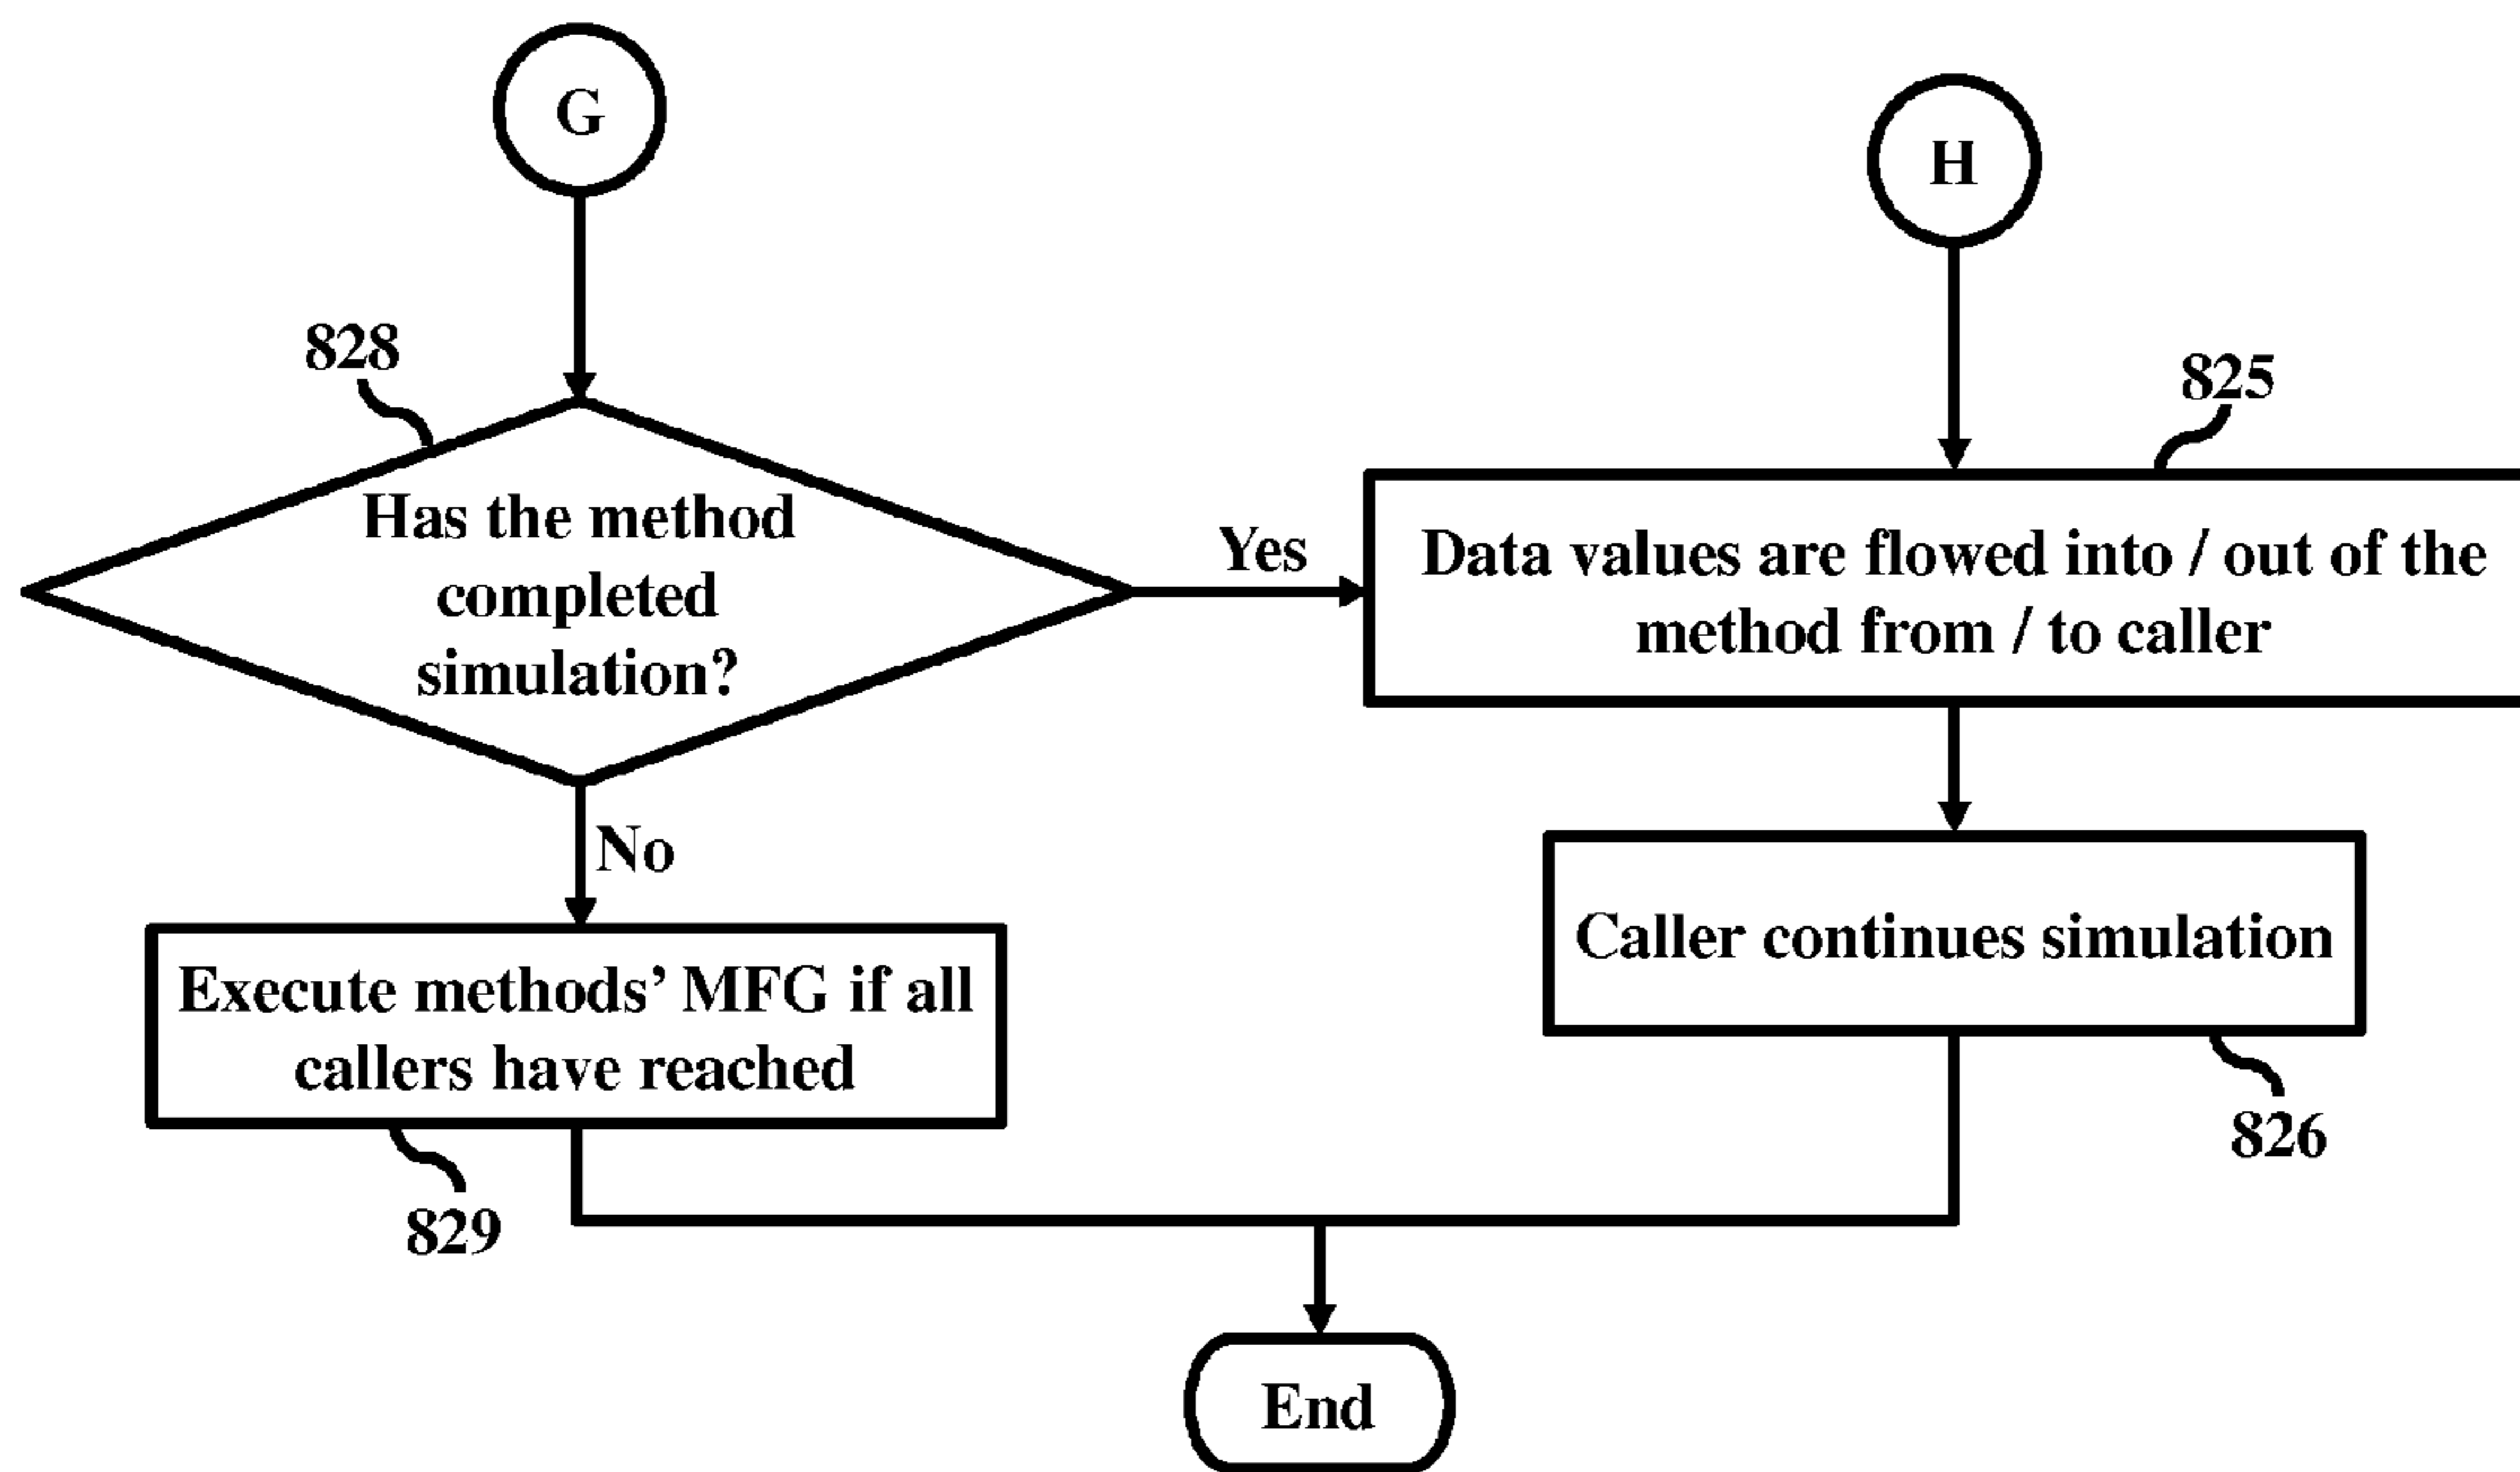 G
H
828
825
Has the method
completed
simulation?
Yes
Data values are flowed into / out of the
method from / to caller
No
Caller continues simulation
Execute methods’ MFG if all
callers have reached
826
829
End